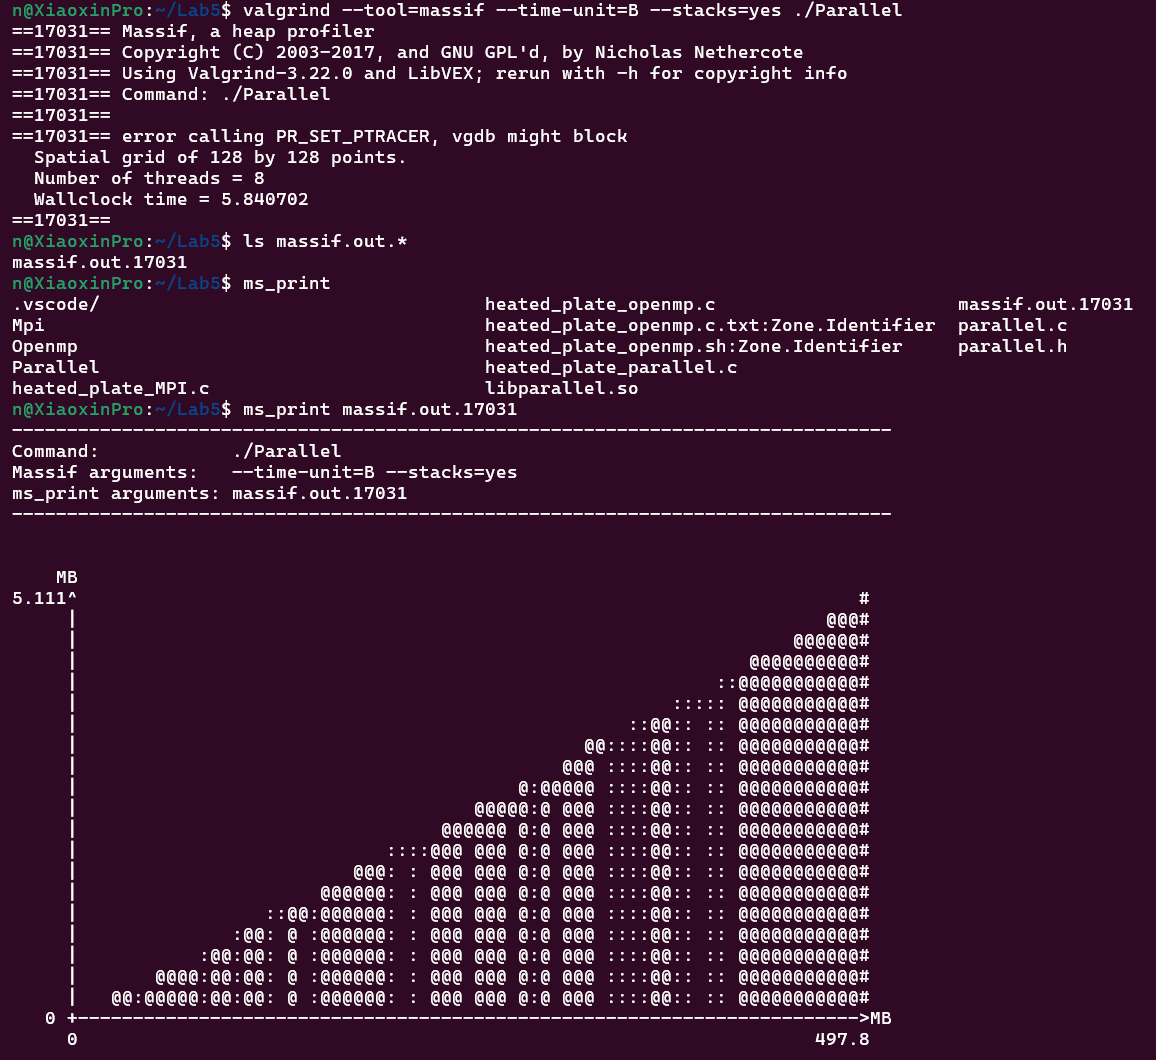 n@XiaoxinPro:~/Lab5$ valgrind --tool=massif --time-unit=B --stacks=yes ./Parallel
==17031== Massif, a heap profiler
==17031== Copyright (C) 2003-2017, and GNU GPL'd, by Nicholas Nethercote
==17031== Using Valgrind-3.22.0 and LibVEX; rerun with -h for copyright info
==17031== Command: ./Parallel
==17031==
==17031== error calling PR_SET_PTRACER, vgdb might block
  Spatial grid of 128 by 128 points.
  Number of threads = 8
  Wallclock time = 5.840702
==17031==
n@XiaoxinPro:~/Lab5$ ls massif.out.*
massif.out.17031
n@XiaoxinPro:~/Lab5$ ms_print
.vscode/                                   heated_plate_openmp.c                      massif.out.17031
Mpi                                        heated_plate_openmp.c.txt:Zone.Identifier  parallel.c
Openmp                                     heated_plate_openmp.sh:Zone.Identifier     parallel.h
Parallel                                   heated_plate_parallel.c
heated_plate_MPI.c                         libparallel.so
n@XiaoxinPro:~/Lab5$ ms_print massif.out.17031
--------------------------------------------------------------------------------
Command:            ./Parallel
Massif arguments:   --time-unit=B --stacks=yes
ms_print arguments: massif.out.17031
--------------------------------------------------------------------------------
    MB
5.111^                                                                       #
     |                                                                    @@@#
     |                                                                 @@@@@@#
     |                                                             @@@@@@@@@@#
     |                                                          ::@@@@@@@@@@@#
     |                                                      ::::: @@@@@@@@@@@#
     |                                                  ::@@:: :: @@@@@@@@@@@#
     |                                              @@::::@@:: :: @@@@@@@@@@@#
     |                                            @@@ ::::@@:: :: @@@@@@@@@@@#
     |                                        @:@@@@@ ::::@@:: :: @@@@@@@@@@@#
     |                                    @@@@@:@ @@@ ::::@@:: :: @@@@@@@@@@@#
     |                                 @@@@@@ @:@ @@@ ::::@@:: :: @@@@@@@@@@@#
     |                            ::::@@@ @@@ @:@ @@@ ::::@@:: :: @@@@@@@@@@@#
     |                         @@@: : @@@ @@@ @:@ @@@ ::::@@:: :: @@@@@@@@@@@#
     |                      @@@@@@: : @@@ @@@ @:@ @@@ ::::@@:: :: @@@@@@@@@@@#
     |                 ::@@:@@@@@@: : @@@ @@@ @:@ @@@ ::::@@:: :: @@@@@@@@@@@#
     |              :@@: @ :@@@@@@: : @@@ @@@ @:@ @@@ ::::@@:: :: @@@@@@@@@@@#
     |           :@@:@@: @ :@@@@@@: : @@@ @@@ @:@ @@@ ::::@@:: :: @@@@@@@@@@@#
     |       @@@@:@@:@@: @ :@@@@@@: : @@@ @@@ @:@ @@@ ::::@@:: :: @@@@@@@@@@@#
     |   @@:@@@@@:@@:@@: @ :@@@@@@: : @@@ @@@ @:@ @@@ ::::@@:: :: @@@@@@@@@@@#
   0 +----------------------------------------------------------------------->MB
     0                                                                   497.8